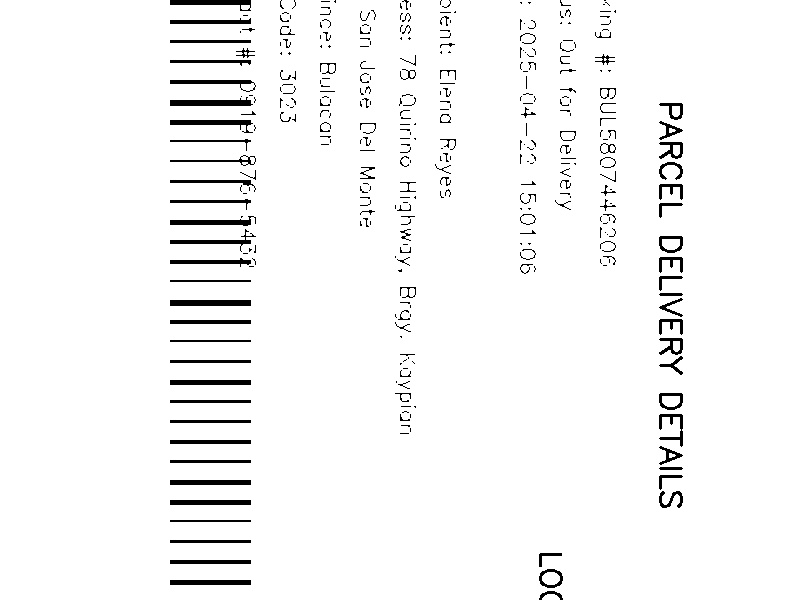 PARCEL DELIVERY DETAILS
king #: BUL5807446206
us: Out for Delivery
: 2025-04-22 15:01:06
LOC
pient: Elena Reyes
ess: 78 Quirino Highway, Brgy. Kaypian
San Jose Del Monte
ince: Bulacan
Code: 3023
act #: 0919-876-5432